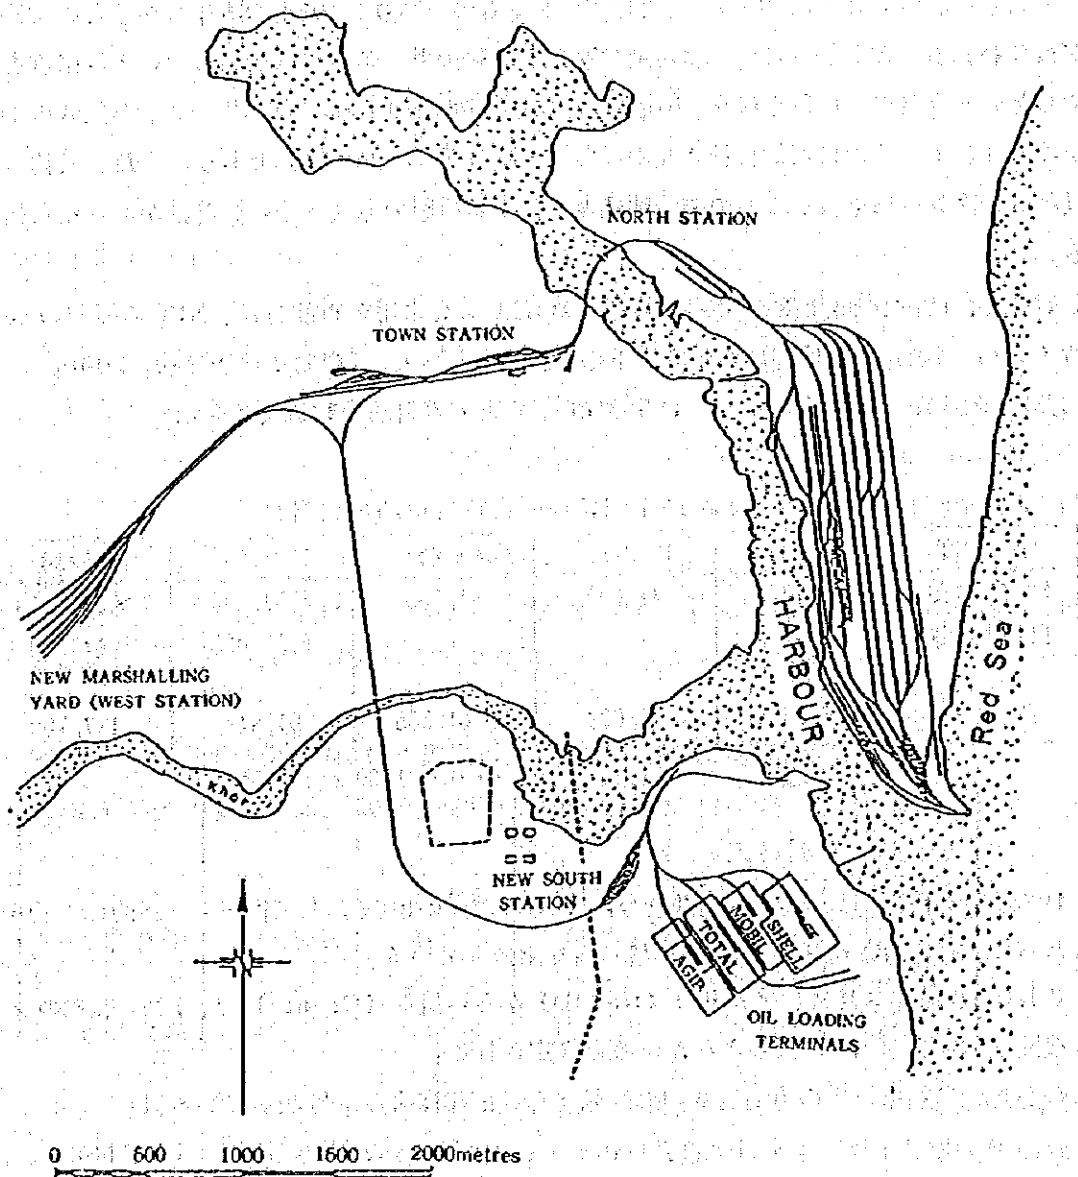 NORTH STATION
TOWN STATION
HARBOUR
Red Sea
NEW MARSHALLING
YARD (WEST STATION)
Khor
NEW SOUTH
STATION
SHELL
MOBIL
TOTAL
AGIP
OIL LOADING
TERMINALS
0 600 1000 1500 2000metres